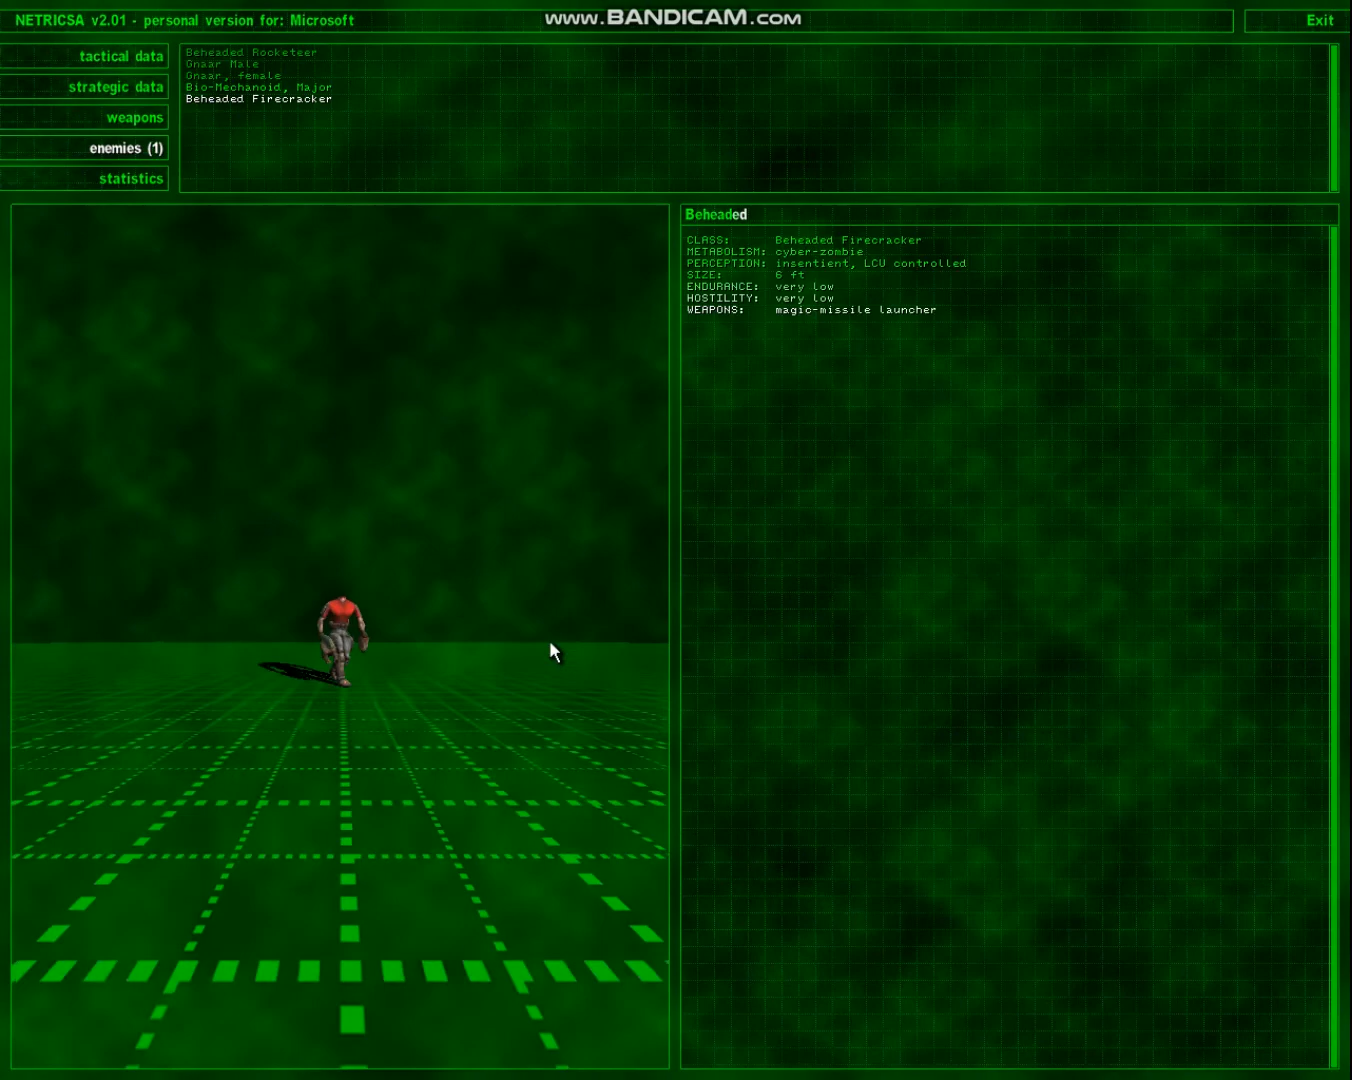 NETRICSA v2.01 - personal version for: Microsoft
www.BANDICAM.com
Exit
tactical data
strategic data
weapons
enemies (1)
statistics
Beheaded Rocketeer
Gnaar Male
Gnaar, female
Bio-Mechanoid, Major
Beheaded Firecracker
Beheaded
CLASS: Beheaded Firecracker
METABOLISM: cyber-zombie
PERCEPTION: insentient, LCU controlled
SIZE: 6 ft
ENDURANCE: very low
HOSTILITY: very low
WEAPONS: magic-missile launcher